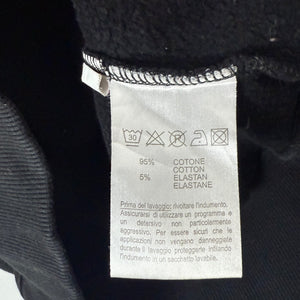 30
95% COTONE
COTTON
5% ELASTAN
ELASTANE
Prima del lavaggio: rivoltare l'indumento.
Assicurarsi di utilizzare un programma e
un detersivo non particolarmente
aggressivo. Per essere sicuri che le
applicazioni non vengano danneggiate
durante il lavaggio, inserire l'indumento
in un sacchetto lavabile.